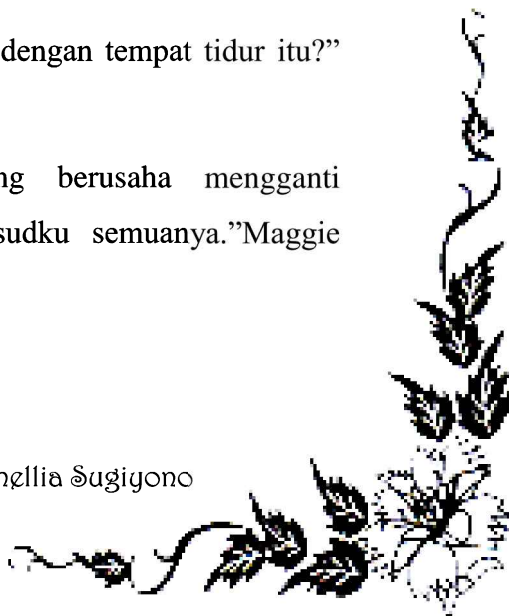 dengan tempat tidur itu?”
ng berusaha mengganti
sudku semuanya.”Maggie
nellia Sugiyono